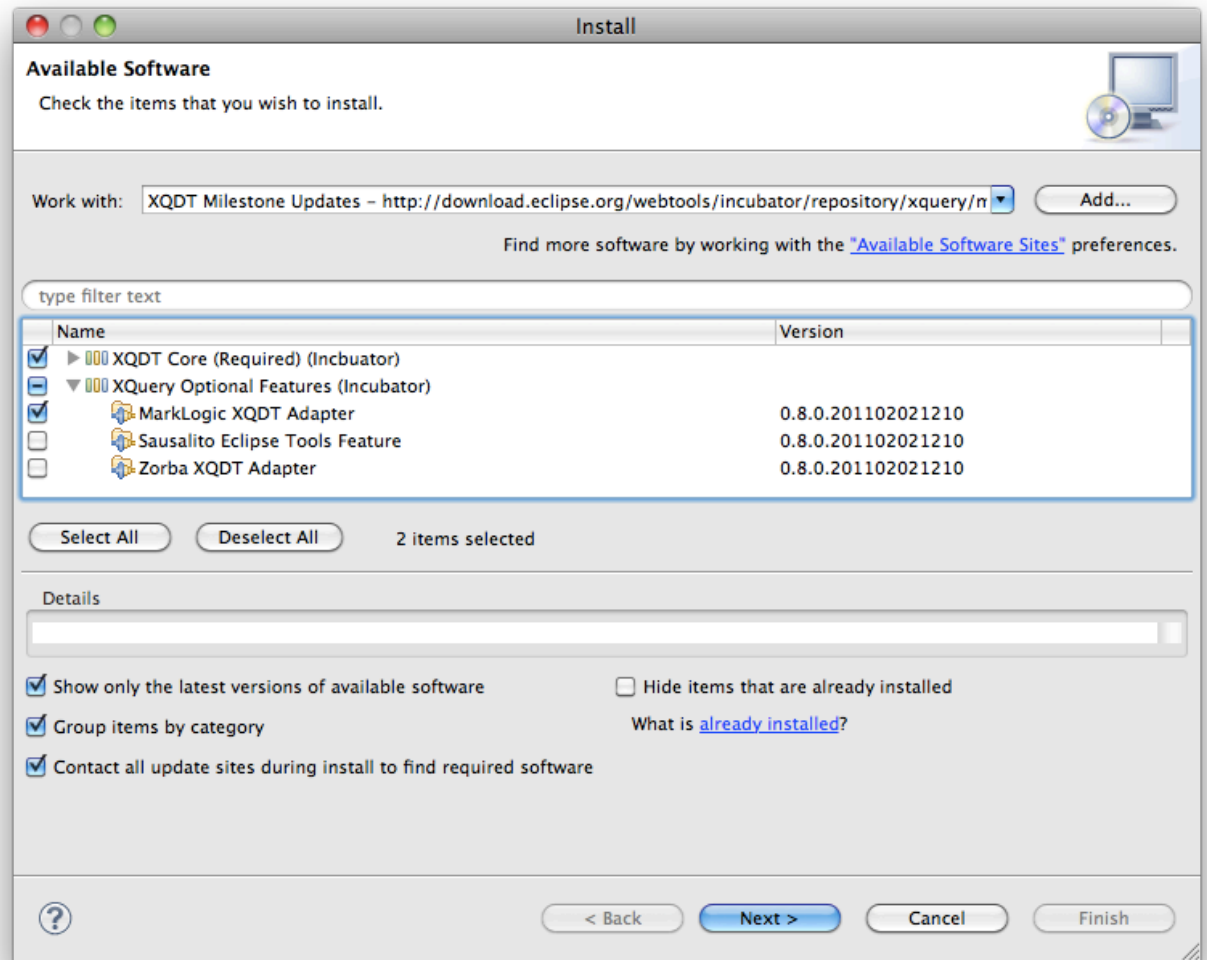 Install
Available Software
Check the items that you wish to install.
Work with: XQDT Milestone Updates – http://download.eclipse.org/webtools/incubator/repository/xquery/m Add...
Find more software by working with the "Available Software Sites" preferences.
type filter text
Name Version
XQDT Core (Required) (Incbuator)
XQuery Optional Features (Incubator)
MarkLogic XQDT Adapter 0.8.0.201102021210
Sausalito Eclipse Tools Feature 0.8.0.201102021210
Zorba XQDT Adapter 0.8.0.201102021210
Select All Deselect All 2 items selected
Details
Show only the latest versions of available software Hide items that are already installed
Group items by category What is already installed?
Contact all update sites during install to find required software
? < Back Next > Cancel Finish